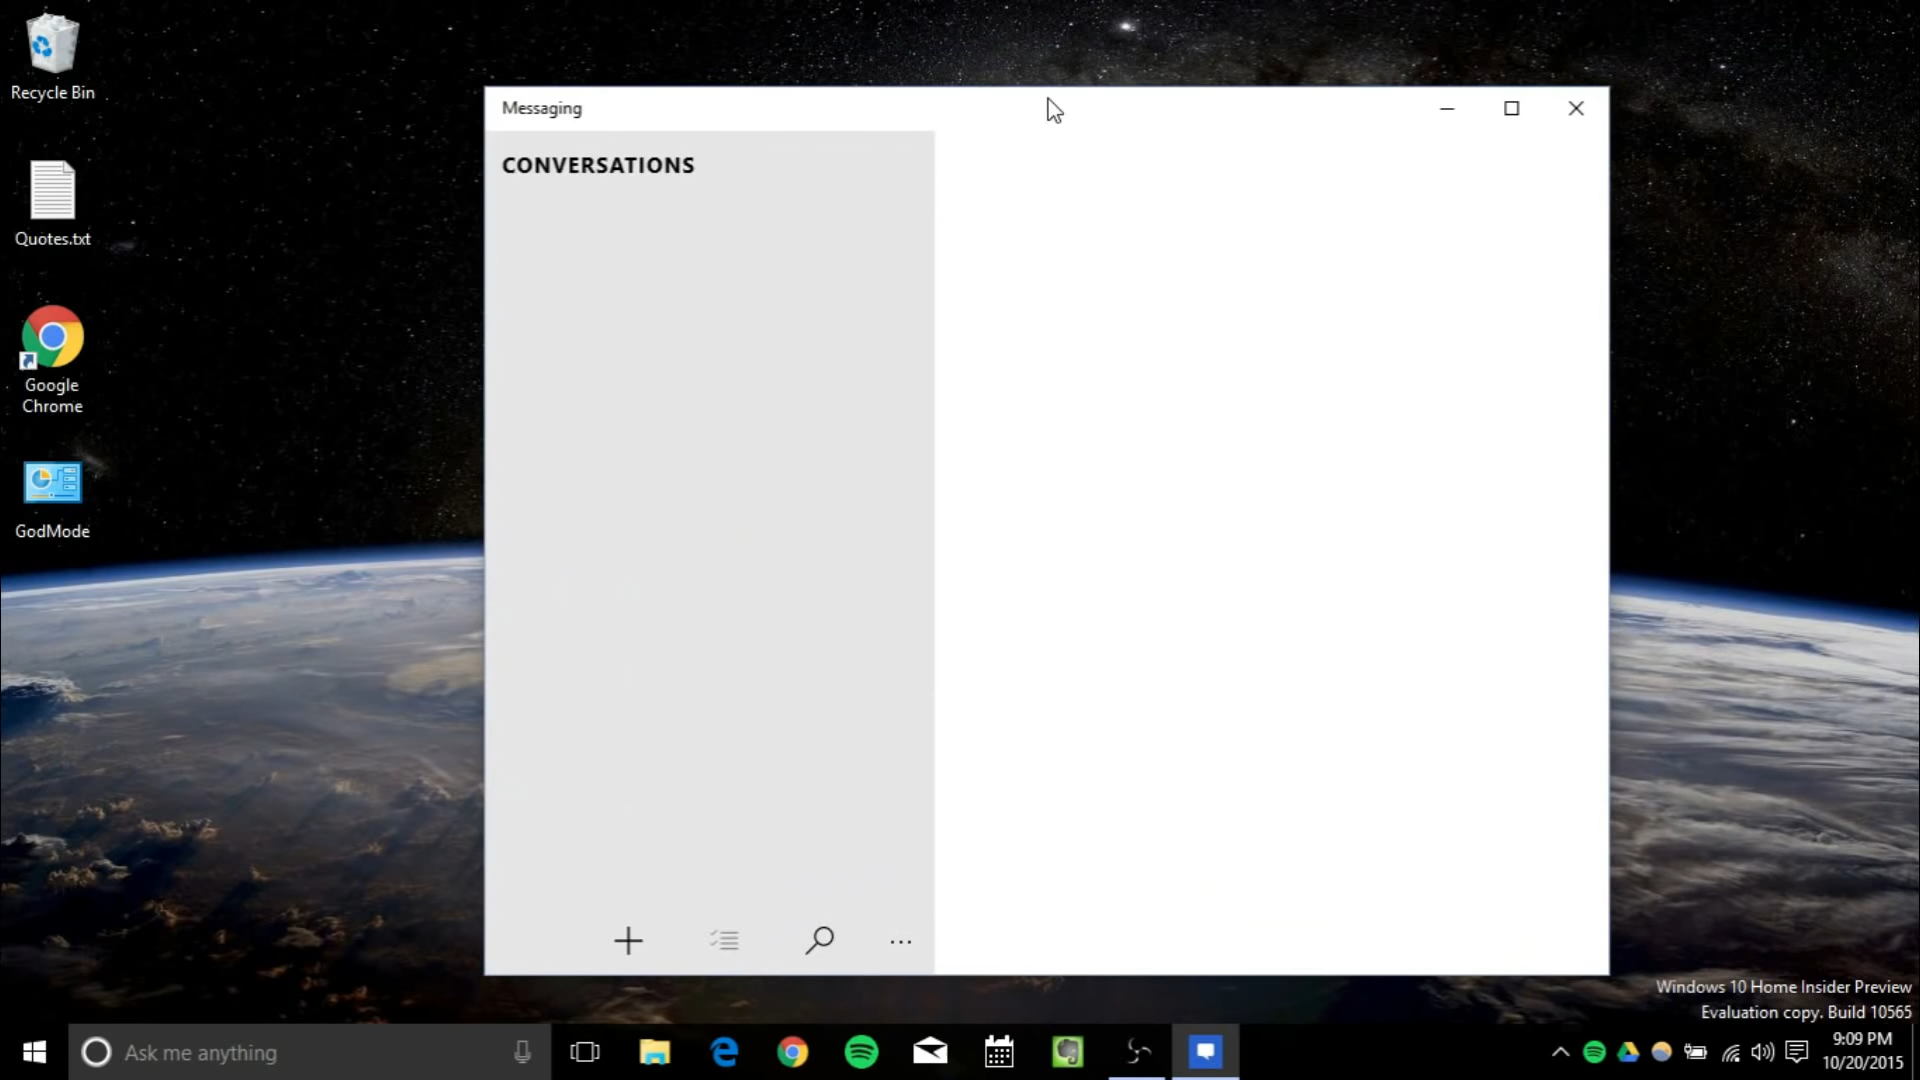 Recycle Bin
Quotes.txt
Google
Chrome
GodMode
Messaging
CONVERSATIONS
Windows 10 Home Insider Preview
Evaluation copy. Build 10565
Ask me anything
9:09 PM
10/20/2015